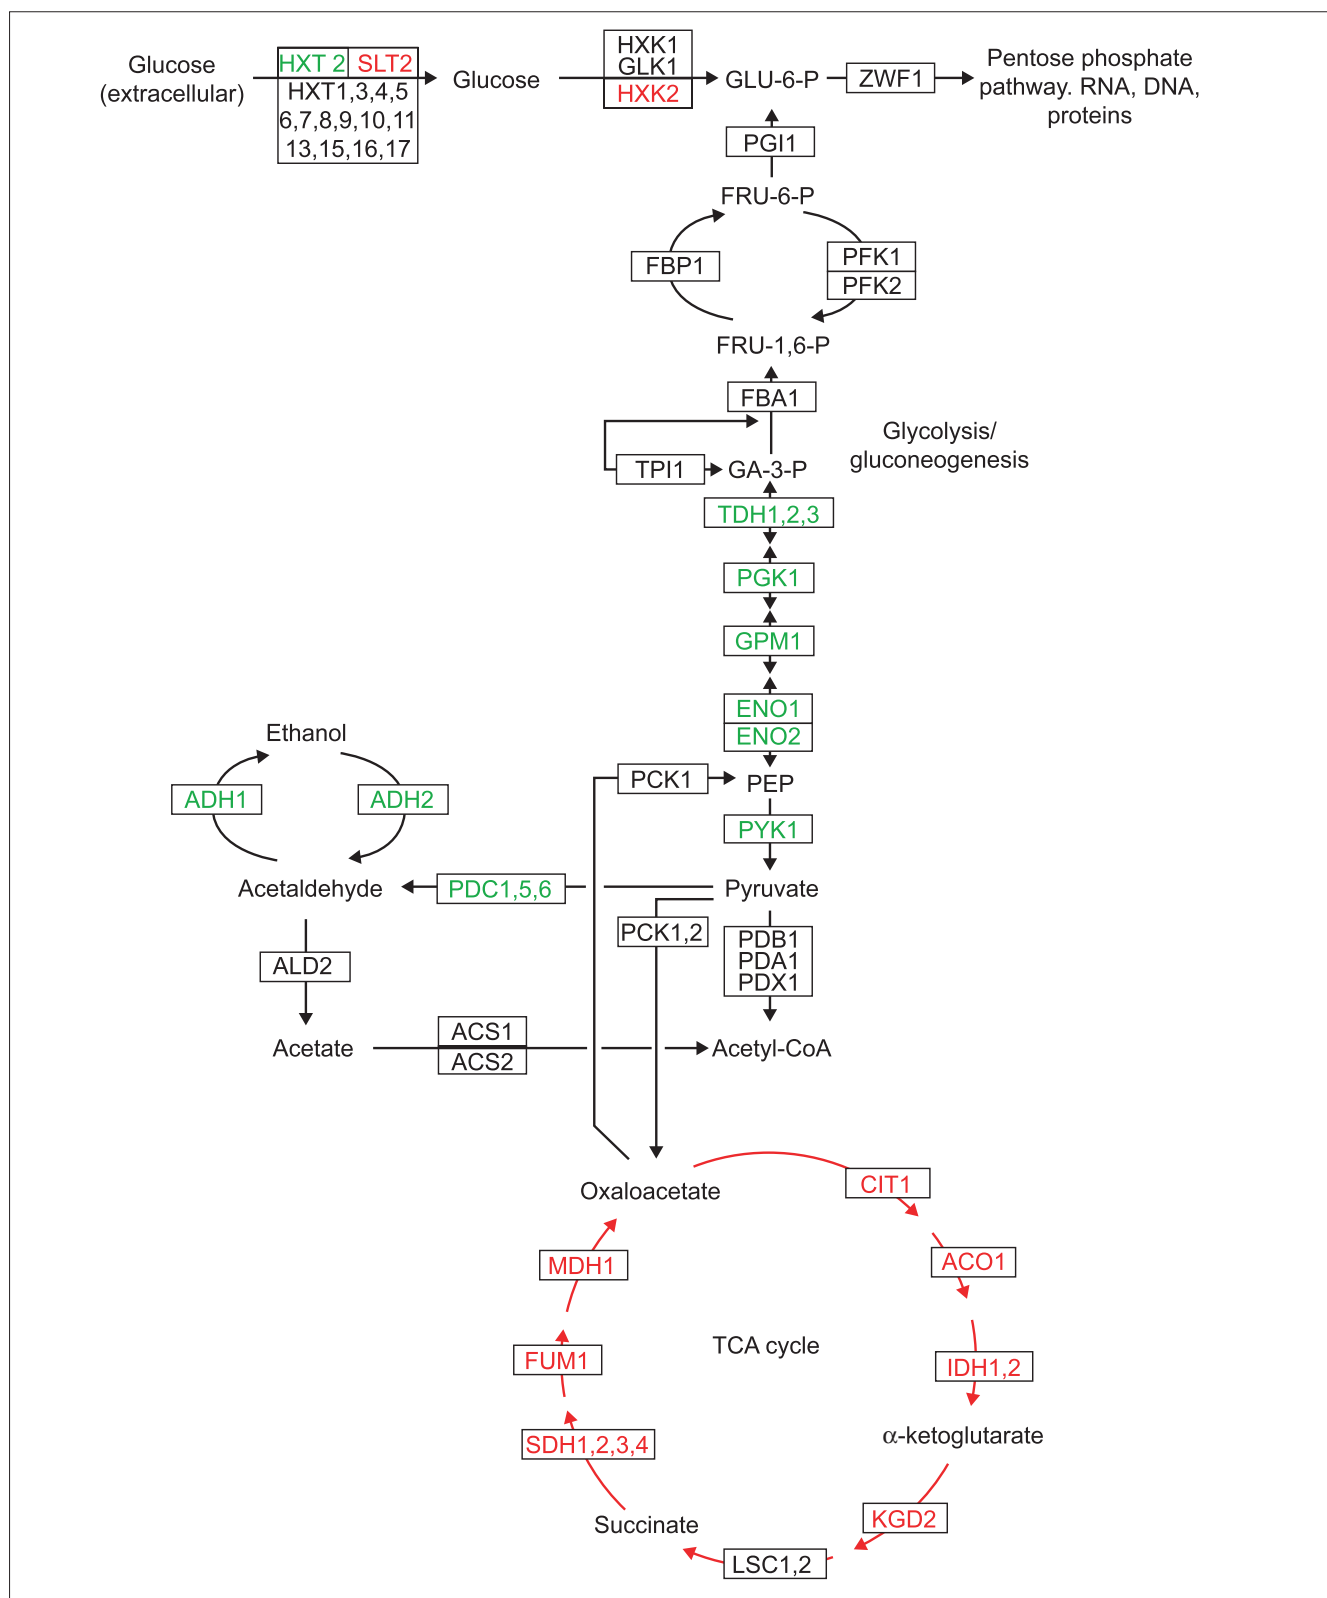 Glucose
(extracellular)
HXT 2 SLT2
HXT1,3,4,5
6,7,8,9,10,11
13,15,16,17
Glucose
HXK1
GLK1
HXK2
GLU-6-P
ZWF1
Pentose phosphate
pathway. RNA, DNA,
proteins
PGI1
FRU-6-P
FBP1
PFK1
PFK2
FRU-1,6-P
FBA1
Glycolysis/
gluconeogenesis
TPI1
GA-3-P
TDH1,2,3
PGK1
GPM1
ENO1
ENO2
Ethanol
ADH1
ADH2
PCK1
PEP
PYK1
Acetaldehyde
PDC1,5,6
Pyruvate
PCK1,2
PDB1
PDA1
PDX1
ALD2
Acetate
ACS1
ACS2
Acetyl-CoA
Oxaloacetate
CIT1
MDH1
ACO1
TCA cycle
FUM1
IDH1,2
SDH1,2,3,4
α-ketoglutarate
Succinate
KGD2
LSC1,2